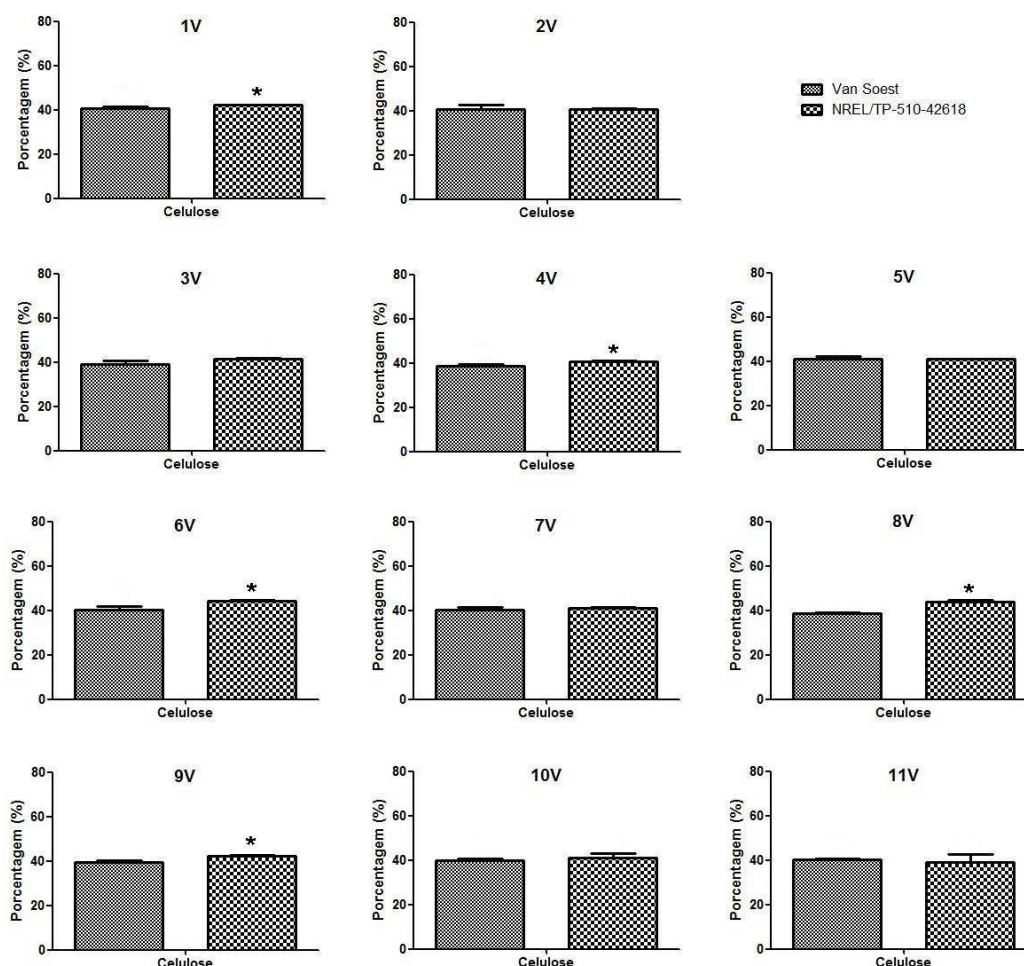 1V
Porcentagem (%)
80
60
40
20
0
*
Celulose
2V
Porcentagem (%)
80
60
40
20
0
Celulose
Van Soest
NREL/TP-510-42618
3V
Porcentagem (%)
80
60
40
20
0
Celulose
4V
Porcentagem (%)
80
60
40
20
0
*
Celulose
5V
Porcentagem (%)
80
60
40
20
0
Celulose
6V
Porcentagem (%)
80
60
40
20
0
*
Celulose
7V
Porcentagem (%)
80
60
40
20
0
Celulose
8V
Porcentagem (%)
80
60
40
20
0
*
Celulose
9V
Porcentagem (%)
80
60
40
20
0
*
Celulose
10V
Porcentagem (%)
80
60
40
20
0
Celulose
11V
Porcentagem (%)
80
60
40
20
0
Celulose